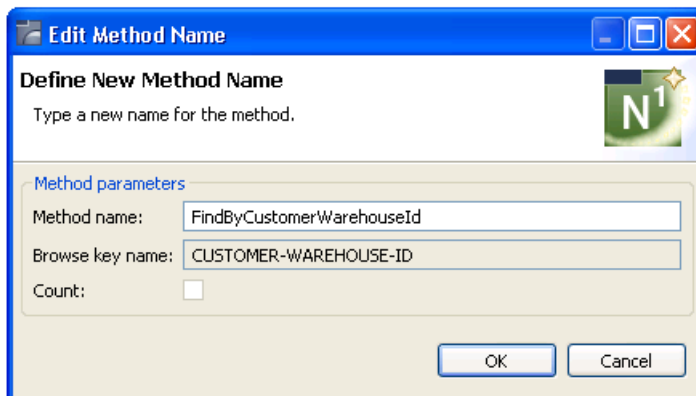 Edit Method Name
Define New Method Name
Type a new name for the method.
N1
Method parameters
Method name: FindByCustomerWarehouseId
Browse key name: CUSTOMER-WAREHOUSE-ID
Count:
OK Cancel